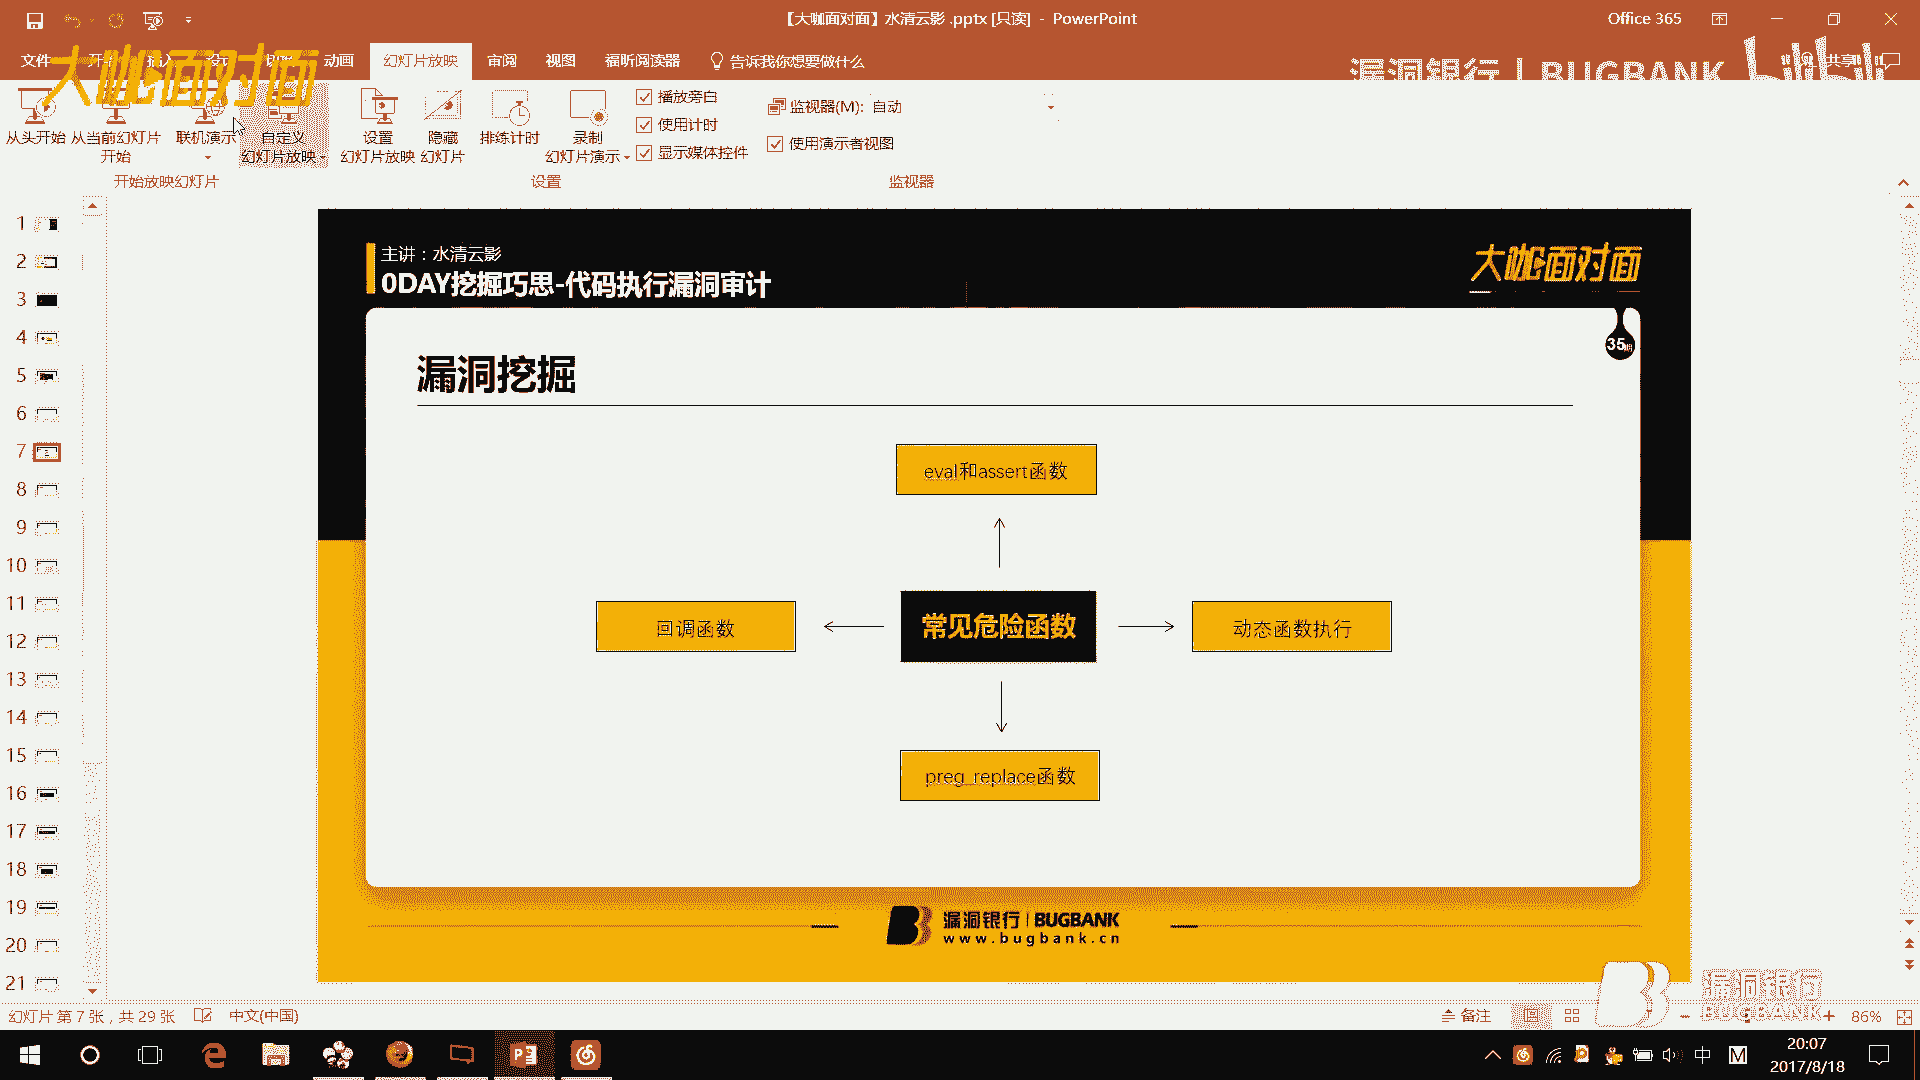 【大咖面对面】水清云影 .pptx [只读] - PowerPoint
Office 365
文件
动画
幻灯片放映
审阅
视图
福昕阅读器
告诉我你想要做什么
共享
大咖面对面
漏洞银行 | BUGBANK
bilibili
从头开始
从当前幻灯片
开始
联机演示
自定义
幻灯片放映
设置
幻灯片放映
隐藏
幻灯片
排练计时
录制
幻灯片演示
播放旁白
使用计时
显示媒体控件
监视器(M): 自动
使用演示者视图
开始放映幻灯片
设置
监视器
1
2
3
4
5
6
7
8
9
10
11
12
13
14
15
16
17
18
19
20
21
主讲：水清云影
0DAY挖掘巧思-代码执行漏洞审计
大咖面对面
35期
漏洞挖掘
eval和assert函数
回调函数
常见危险函数
动态函数执行
preg_replace函数
漏洞银行 | BUGBANK
www.bugbank.cn
漏洞银行
BUGBANK
幻灯片 第 7 张，共 29 张
中文(中国)
备注
86%
中
M
20:07
2017/8/18